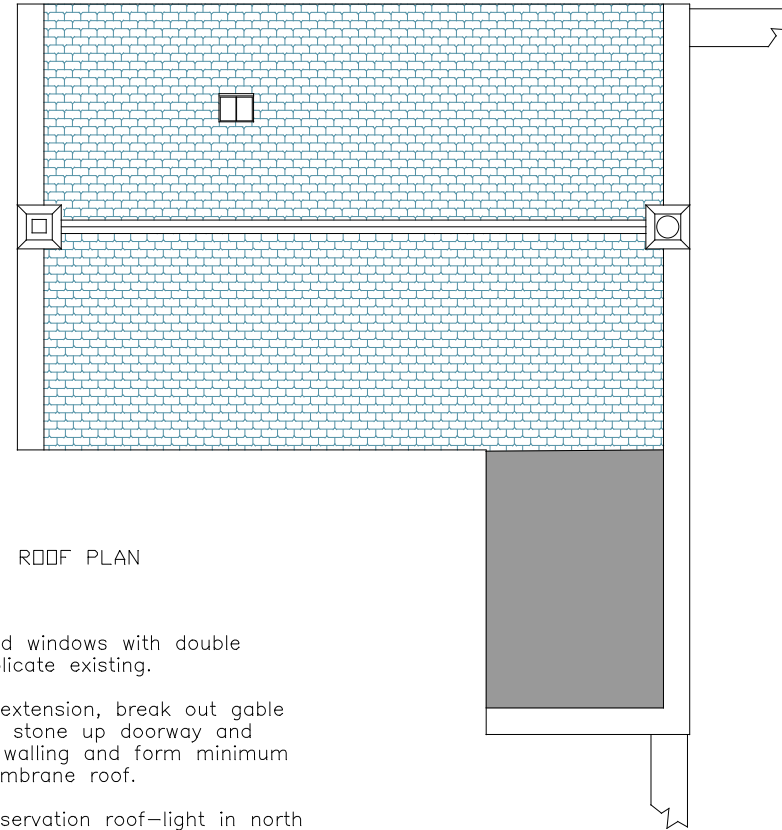 ROOF PLAN
d windows with double
licate existing.
extension, break out gable
stone up doorway and
walling and form minimum
mbrane roof.
servation roof-light in north